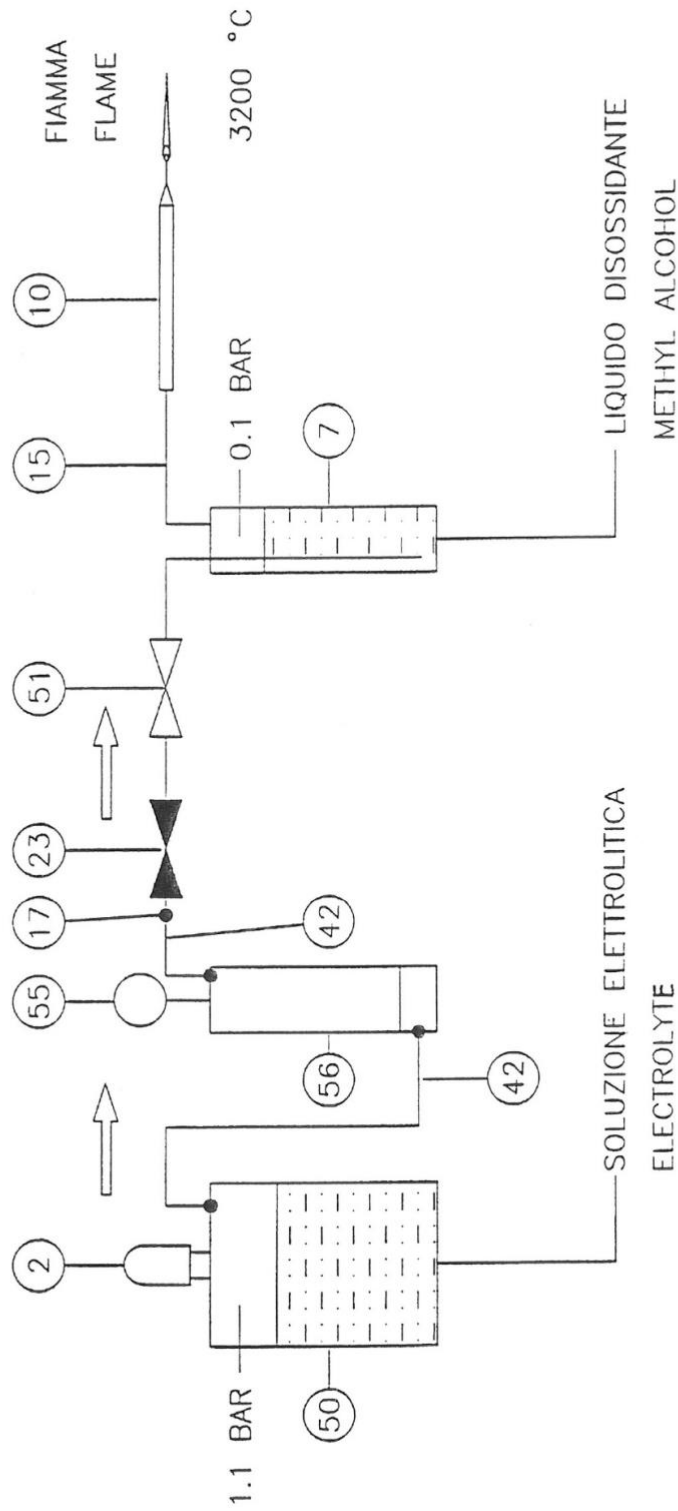 FIAMMA
FLAME
3200 °C
10
15
0.1 BAR
7
LIQUIDO DISOSSIDANTE
METHYL ALCOHOL
51
23
17
42
55
56
42
2
1.1 BAR
50
SOLUZIONE ELETTROLITICA
ELECTROLYTE